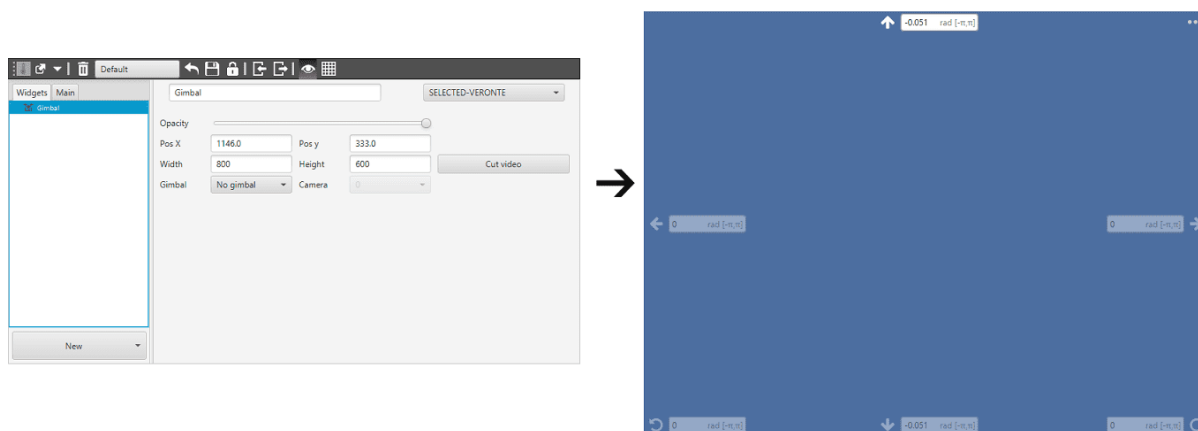 Default
Widgets Main
Gimbal
Gimbal
SELECTED-VERONTE
Opacity
Pos X 1146.0 Pos y 333.0
Width 800 Height 600 Cut video
Gimbal No gimbal Camera 0
New
-0.051 rad [-π,π]
0 rad [-π,π]
0 rad [-π,π]
0 rad [-π,π]
-0.051 rad [-π,π]
0 rad [-π,π]